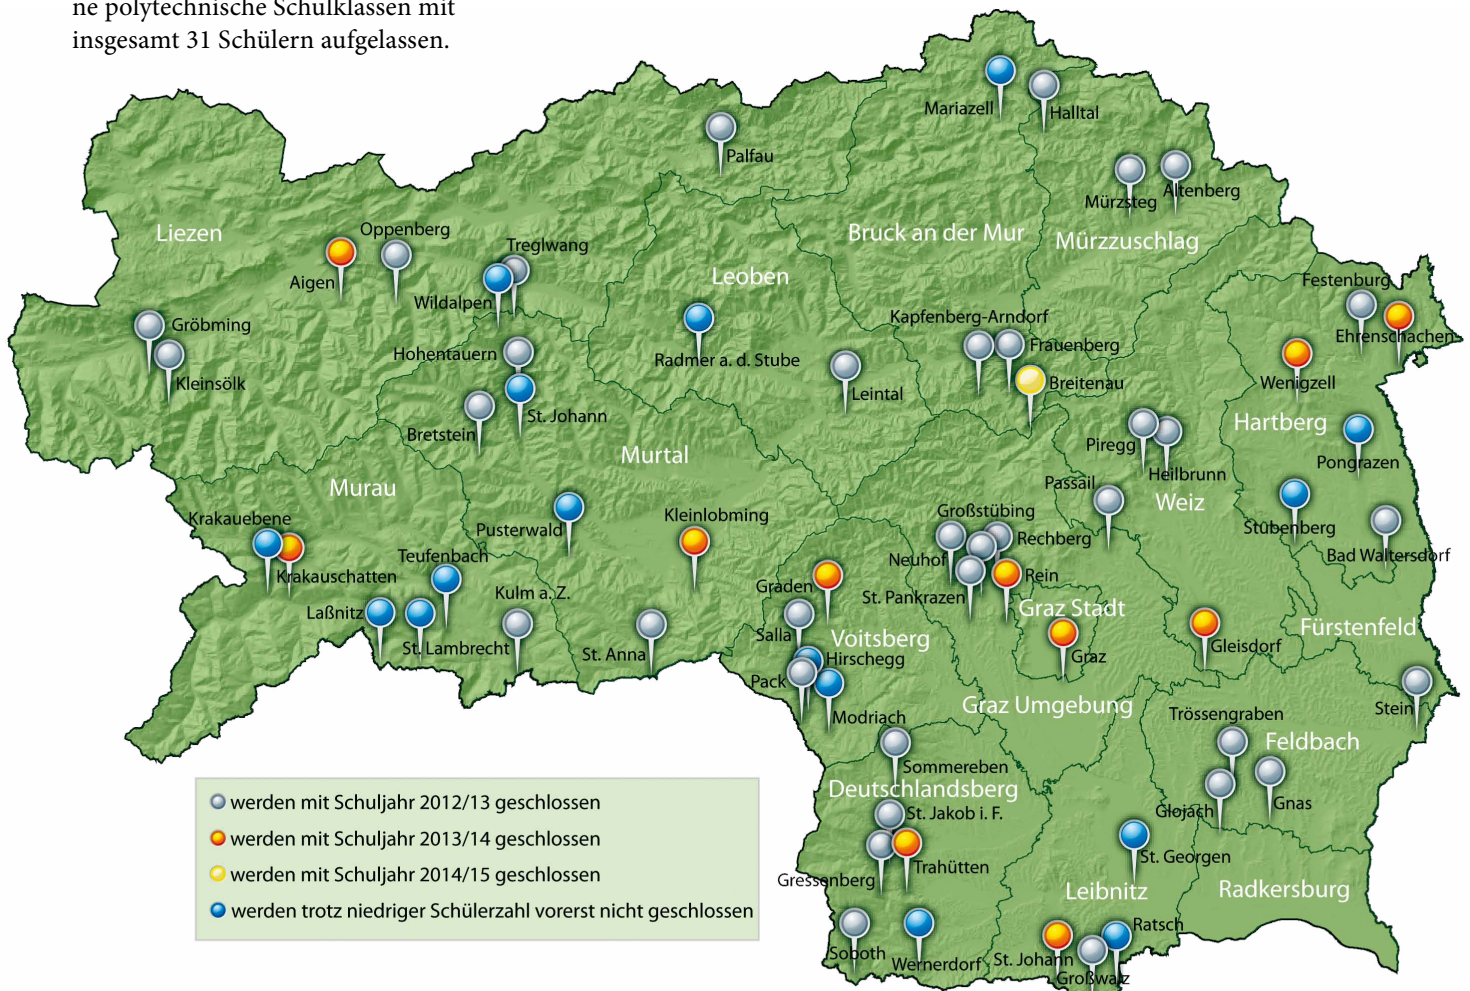 ne polytechnische Schulklassen mit
insgesamt 31 Schülern aufgelassen.
Mariazell
Halltal
Palfau
Mürzsteg
Altenberg
Liezen
Oppenberg
Bruck an der Mur
Mürzzuschlag
Treglwang
Leoben
Aigen
Wildalpen
Festenburg
Gröbming
Kapfenberg-Arndorf
Ehrenschachen
Hohentauern
Radmer a. d. Stube
Frauenberg
Kleinsölk
Leintal
Breitenau
Wenigzell
St. Johann
Bretstein
Hartberg
Piregg
Murtal
Pongrazen
Heilbrunn
Murau
Passail
Weiz
Krakauebene
Pusterwald
Kleinlobming
Großstübing
Stubenberg
Rechberg
Bad Waltersdorf
Teufenbach
Neuhof
Krakauschatten
Graden
Rein
Kulm a. Z.
St. Pankrazen
Graz Stadt
Laßnitz
Salla
Voitsberg
Fürstenfeld
St. Lambrecht
St. Anna
Hirschegg
Graz
Gleisdorf
Pack
Graz Umgebung
Stein
Modriach
Trössengraben
Feldbach
Sommereben
Deutschlandsberg
St. Jakob i. F.
Glojach
Gnas
St. Georgen
Trahütten
Gressenberg
Leibnitz
Radkersburg
Ratsch
Soboth
Wernerdorf
St. Johann
Großwalz
werden mit Schuljahr 2012/13 geschlossen
werden mit Schuljahr 2013/14 geschlossen
werden mit Schuljahr 2014/15 geschlossen
werden trotz niedriger Schülerzahl vorerst nicht geschlossen